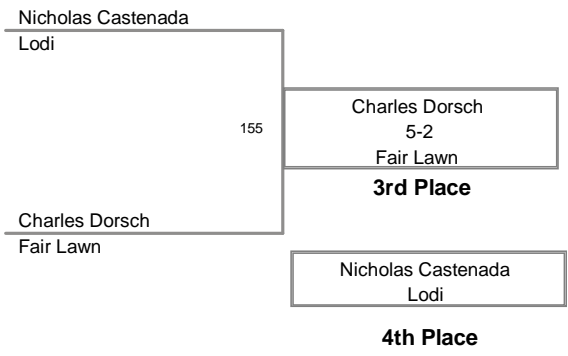 Nicholas Castenada
Lodi
155
Charles Dorsch
5-2
Fair Lawn
3rd Place
Charles Dorsch
Fair Lawn
Nicholas Castenada
Lodi
4th Place